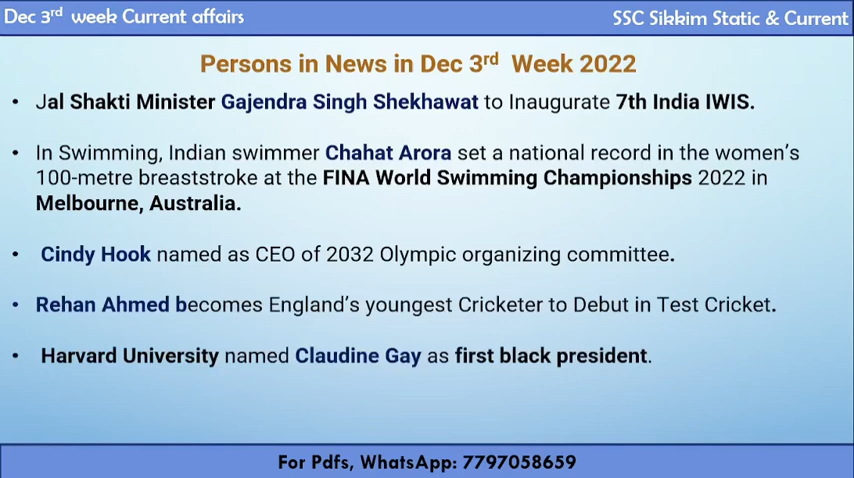 Dec 3rd week Current affairs
SSC Sikkim Static & Current
Persons in News in Dec 3rd Week 2022
• Jal Shakti Minister Gajendra Singh Shekhawat to Inaugurate 7th India IWIS.
• In Swimming, Indian swimmer Chahat Arora set a national record in the women's
100-metre breaststroke at the FINA World Swimming Championships 2022 in
Melbourne, Australia.
• Cindy Hook named as CEO of 2032 Olympic organizing committee.
• Rehan Ahmed becomes England's youngest Cricketer to Debut in Test Cricket.
• Harvard University named Claudine Gay as first black president.
For Pdfs, WhatsApp: 7797058659